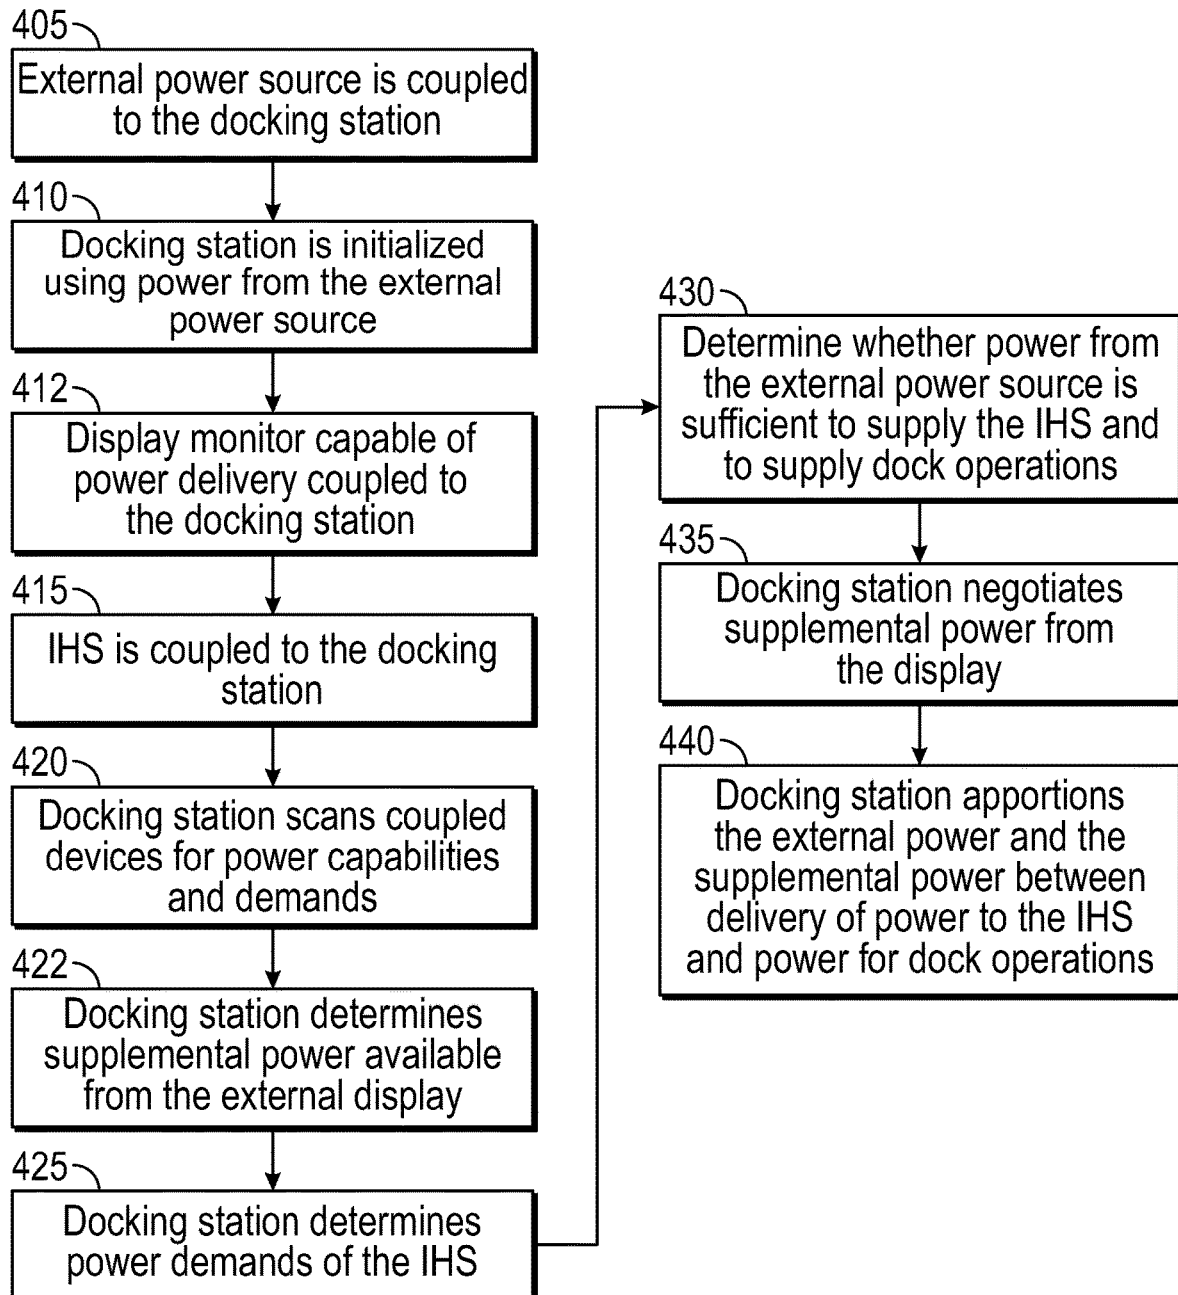 405
External power source is coupled
to the docking station
410
Docking station is initialized
using power from the external
power source
412
Display monitor capable of
power delivery coupled to
the docking station
415
IHS is coupled to the docking
station
420
Docking station scans coupled
devices for power capabilities
and demands
422
Docking station determines
supplemental power available
from the external display
425
Docking station determines
power demands of the IHS
430
Determine whether power from
the external power source is
sufficient to supply the IHS and
to supply dock operations
435
Docking station negotiates
supplemental power from
the display
440
Docking station apportions
the external power and the
supplemental power between
delivery of power to the IHS
and power for dock operations